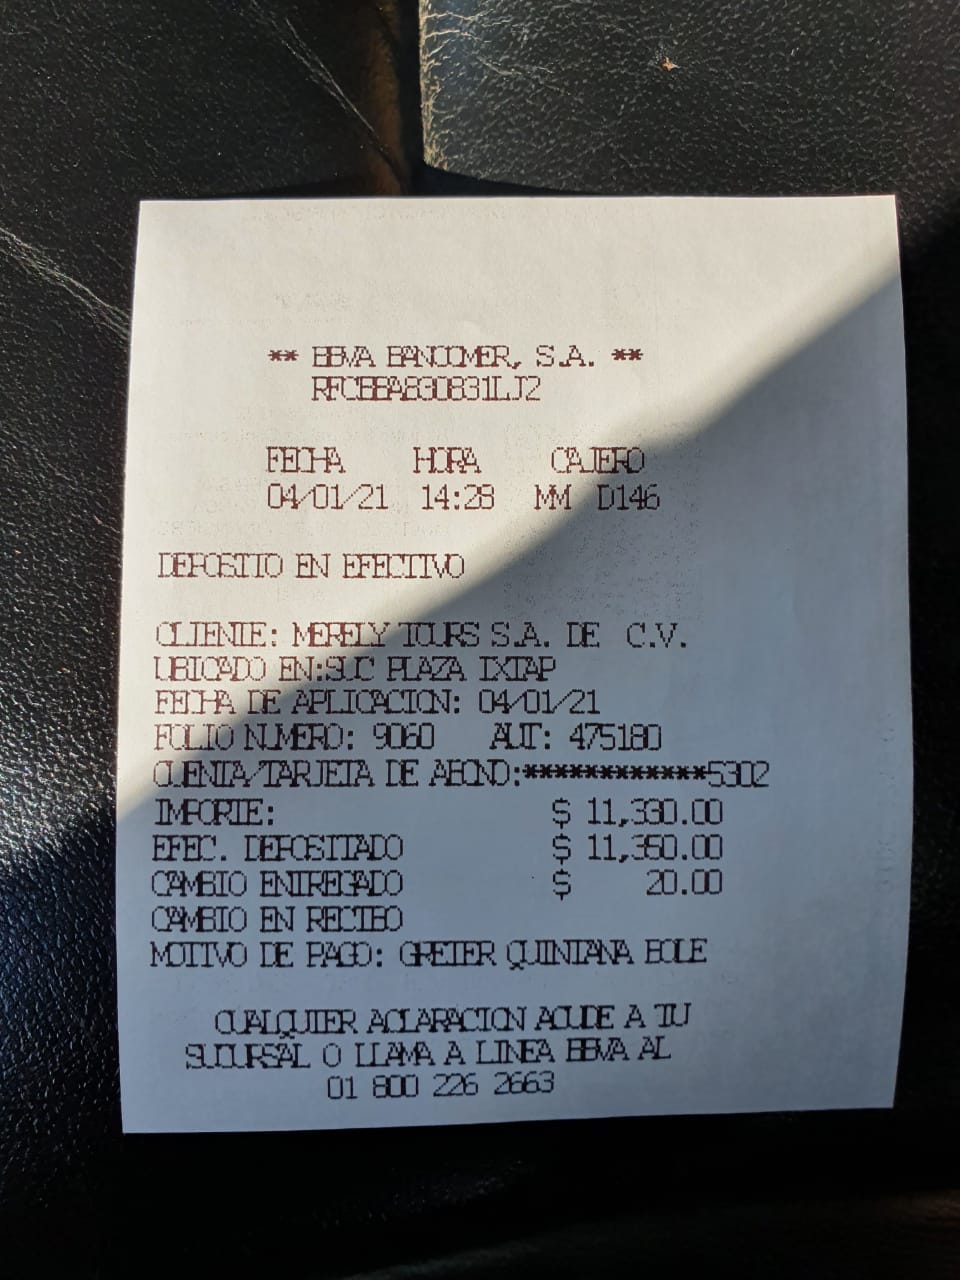 ** BBVA BANCOMER, S.A. **
RFCBBA830831LJ2
FECHA HORA CAJERO
04/01/21 14:28 MM D146
DEPOSITO EN EFECTIVO
CLIENTE: MERELY TOURS S.A. DE C.V.
UBICADO EN:SUC PLAZA IXTAP
FECHA DE APLICACION: 04/01/21
FOLIO NUMERO: 9060 AUT: 475180
CUENTA/TARJETA DE ABONO:************5302
IMPORTE: $ 11,330.00
EFEC. DEPOSITADO $ 11,350.00
CAMBIO ENTREGADO $ 20.00
CAMBIO EN RECIBO
MOTIVO DE PAGO: GRETER QUINTANA BOLE
CUALQUIER ACLARACION ACUDE A TU
SUCURSAL O LLAMA A LINEA BBVA AL
01 800 226 2663